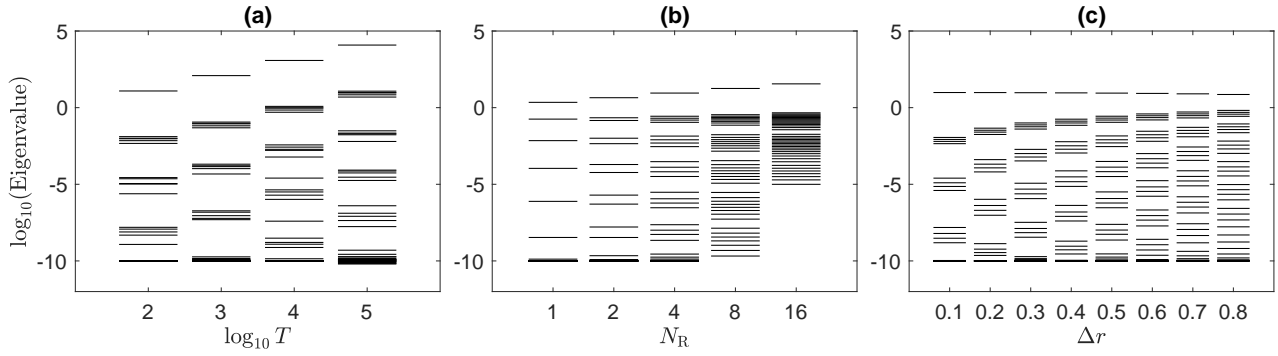 (a) (b) (c)
5 5 5
0 0 0
-5 -5 -5
-10 -10 -10
log₁₀(Eigenvalue)
2 3 4 5 1 2 4 8 16 0.1 0.2 0.3 0.4 0.5 0.6 0.7 0.8
log₁₀ T N_R Δr